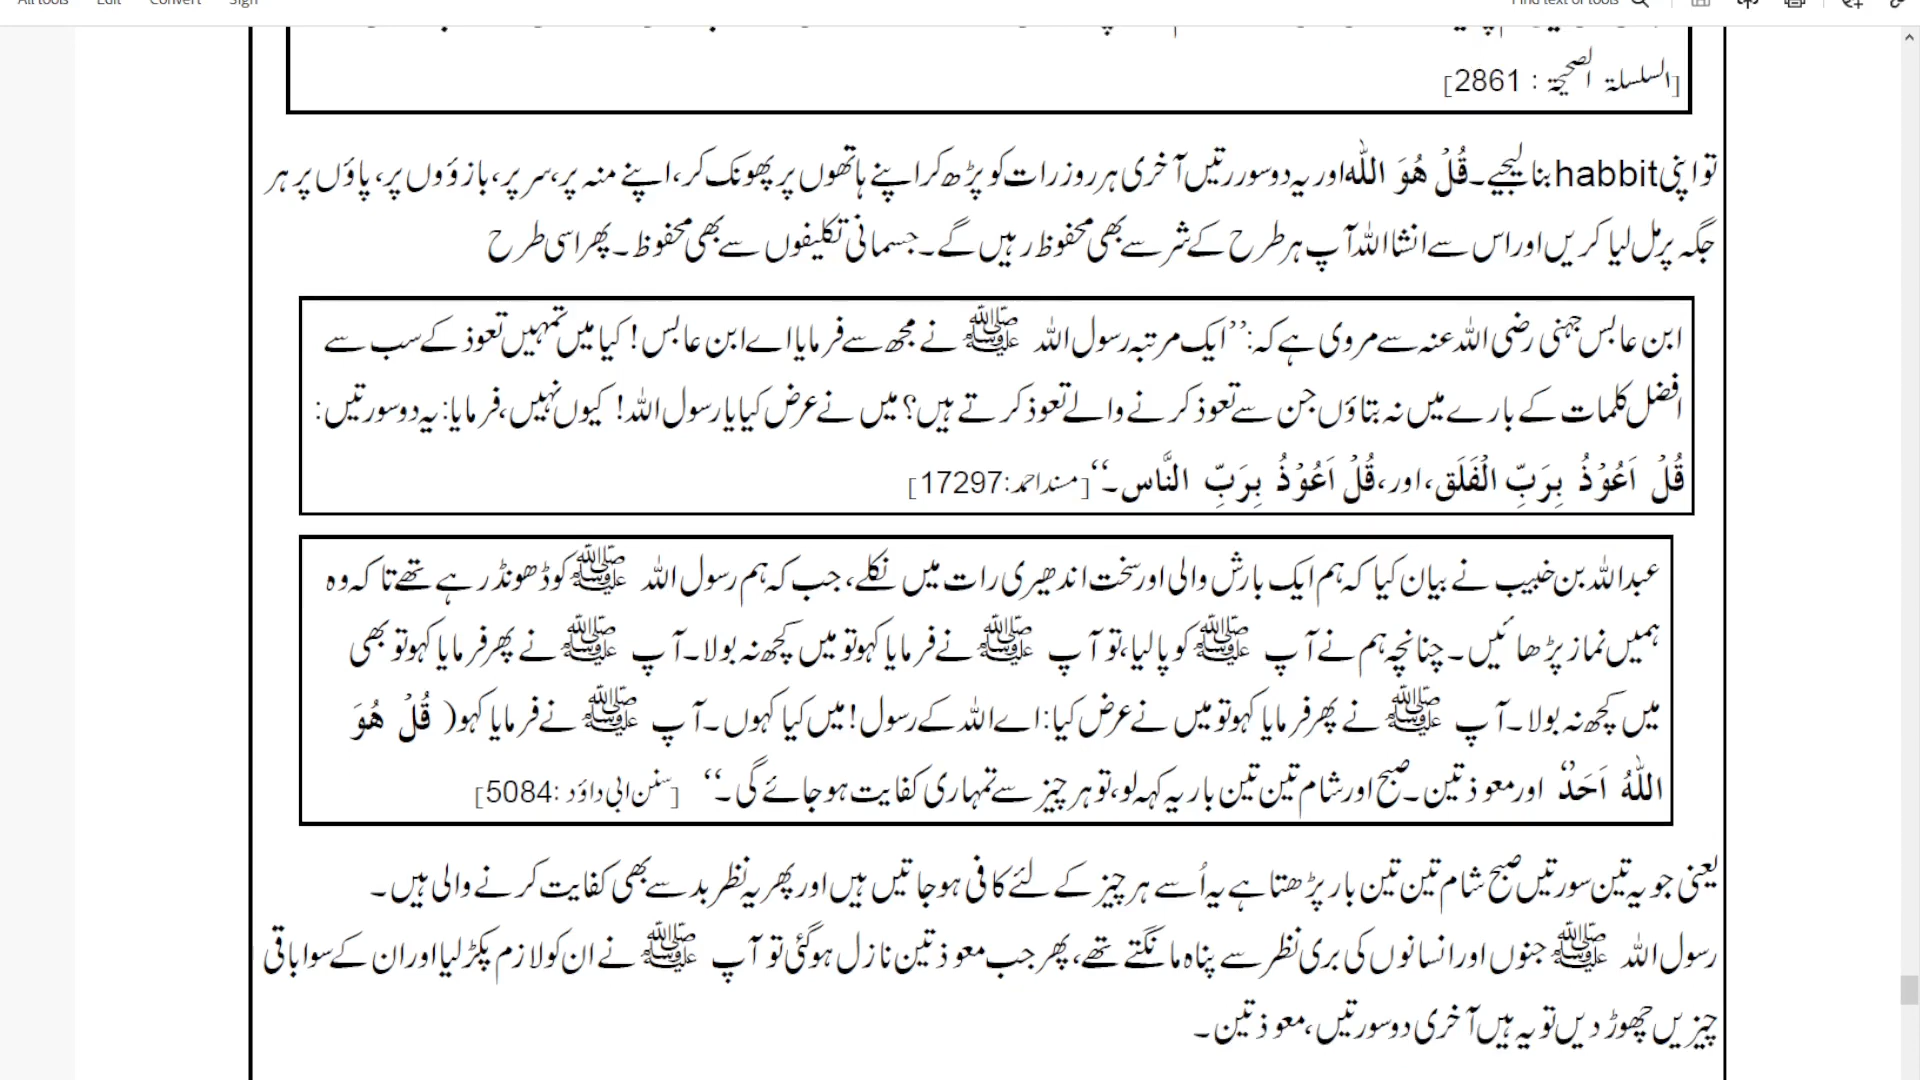 All tools Edit Convert Sign Find text or tools
[السلسلۃ الصحیحۃ : 2861]
تو اپنی habbit بنا لیجیے۔ قُلْ هُوَ اللّٰه اور یہ دو سورتیں آخری ہر روز رات کو پڑھ کر اپنے ہاتھوں پر پھونک کر، اپنے منہ پر، سر پر، بازؤوں پر، پاؤں پر ہر
جگہ پر مل لیا کریں اور اس سے انشااللہ آپ ہر طرح کے شر سے بھی محفوظ رہیں گے۔ جسمانی تکلیفوں سے بھی محفوظ۔ پھر اسی طرح
ابن عابس جہنی رضی اللہ عنہ سے مروی ہے کہ: ’’ایک مرتبہ رسول اللہ ﷺ نے مجھ سے فرمایا اے ابن عابس! کیا میں تمہیں تعوذ کے سب سے
افضل کلمات کے بارے میں نہ بتاؤں جن سے تعوذ کرنے والے تعوذ کرتے ہیں؟ میں نے عرض کیا یا رسول اللہ! کیوں نہیں، فرمایا: یہ دو سورتیں:
قُلْ اَعُوْذُ بِرَبِّ الْفَلَق، اور، قُلْ اَعُوْذُ بِرَبِّ النَّاس۔‘‘ [مسند احمد:17297]
عبداللہ بن خبیب نے بیان کیا کہ ہم ایک بارش والی اور سخت اندھیری رات میں نکلے، جب کہ ہم رسول اللہ ﷺ کو ڈھونڈ رہے تھے تا کہ وہ
ہمیں نماز پڑھائیں۔ چنانچہ ہم نے آپ ﷺ کو پا لیا، تو آپ ﷺ نے فرمایا کہو تو میں کچھ نہ بولا۔ آپ ﷺ نے پھر فرمایا کہو تو بھی
میں کچھ نہ بولا۔ آپ ﷺ نے پھر فرمایا کہو تو میں نے عرض کیا: اے اللہ کے رسول! میں کیا کہوں۔ آپ ﷺ نے فرمایا کہو ( قُلْ هُوَ
اللّٰهُ اَحَدٌ اور معوذتین۔ صبح اور شام تین تین بار یہ کہہ لو، تو ہر چیز سے تمہاری کفایت ہو جائے گی۔‘‘ [سنن ابی داؤد :5084]
یعنی جو یہ تین سورتیں صبح شام تین تین بار پڑھتا ہے یہ اُسے ہر چیز کے لئے کافی ہو جاتیں ہیں اور پھر یہ نظر بد سے بھی کفایت کرنے والی ہیں۔
رسول اللہ ﷺ جنوں اور انسانوں کی بری نظر سے پناہ مانگتے تھے، پھر جب معوذتین نازل ہو گئی تو آپ ﷺ نے ان کو لازم پکڑ لیا اور ان کے سوا باقی
چیزیں چھوڑ دیں تو یہ ہیں آخری دو سورتیں، معوذتین۔